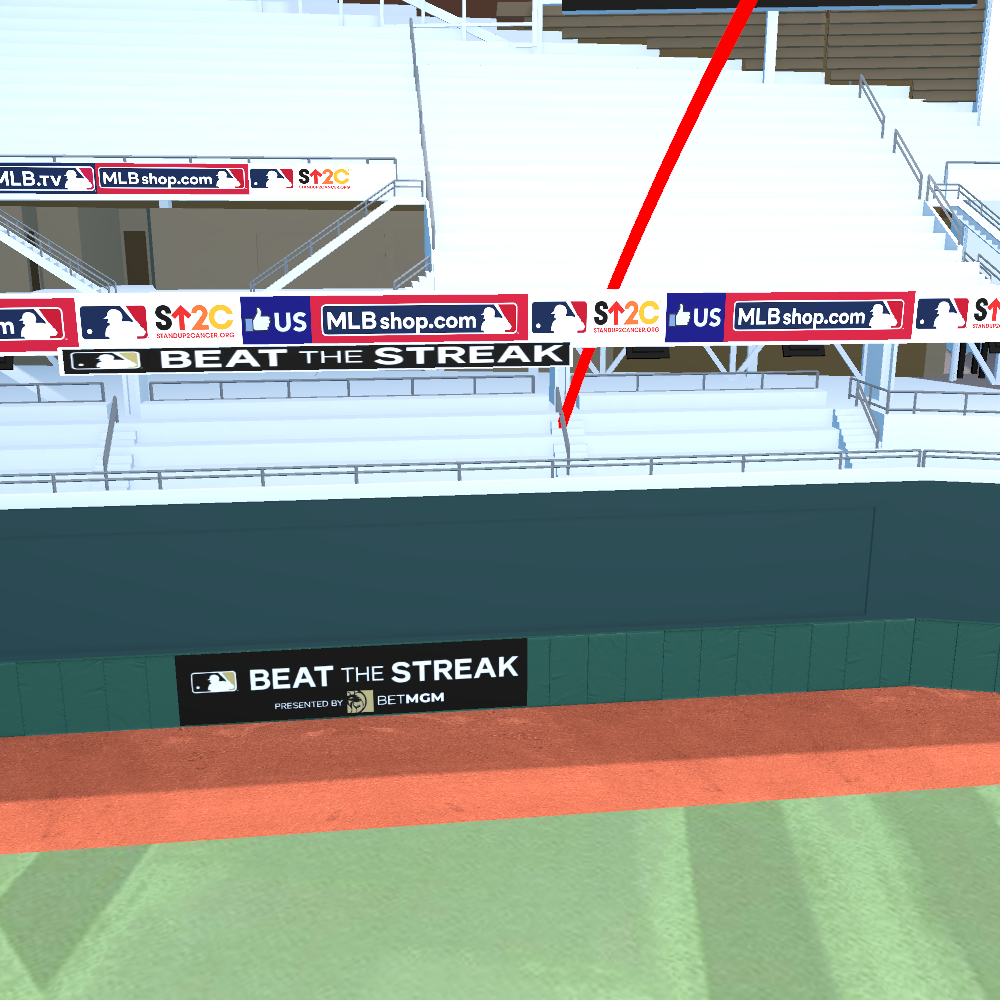 MLB.TV MLBshop.com S↑2C
STANDUP2CANCER.ORG
m S↑2C US MLBshop.com S↑2C US MLBshop.com S↑
STANDUP2CANCER.ORG STANDUP2CANCER.ORG
BEAT THE STREAK
BEAT THE STREAK
PRESENTED BY BETMGM